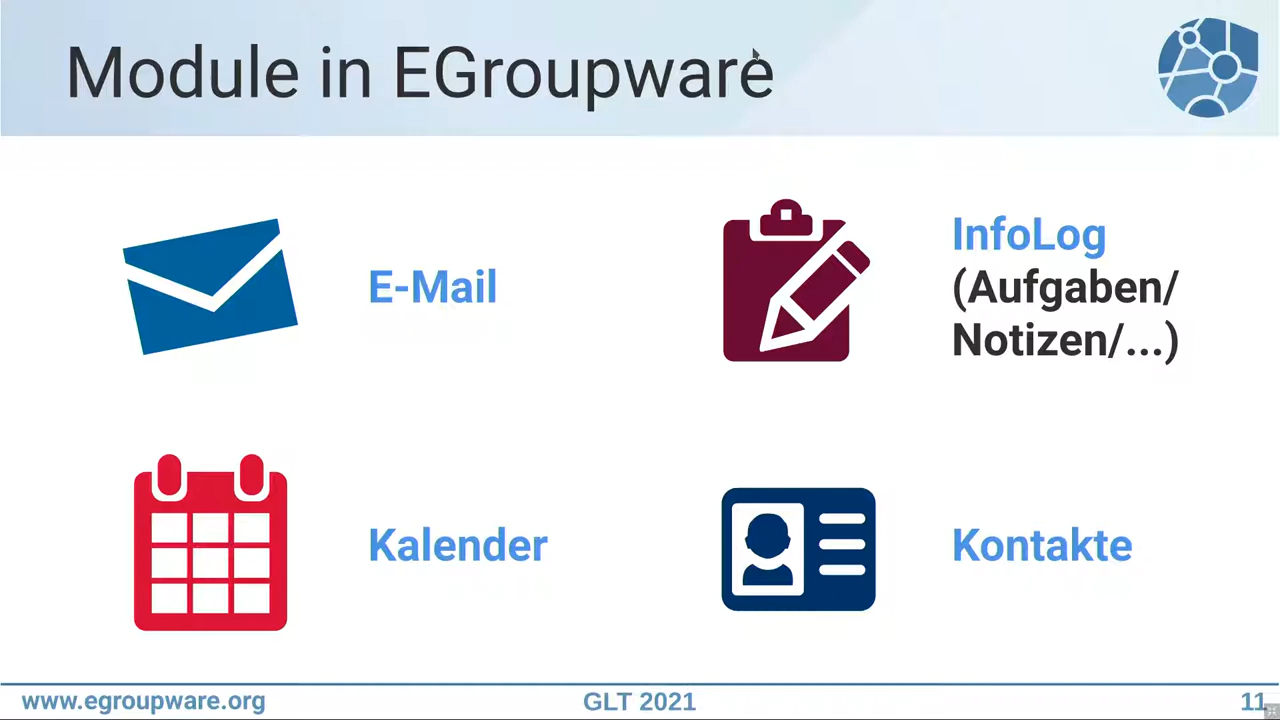 Module in EGroupware
E-Mail
InfoLog
(Aufgaben/
Notizen/...)
Kalender
Kontakte
www.egroupware.org
GLT 2021
11